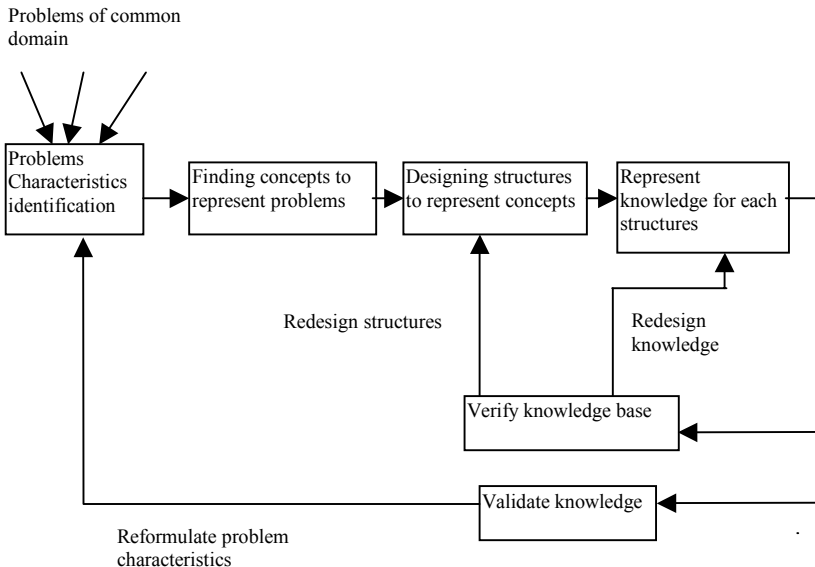 Problems of common
domain
Problems
Characteristics
identification
Finding concepts to
represent problems
Designing structures
to represent concepts
Represent
knowledge for each
structures
Redesign structures
Redesign
knowledge
Verify knowledge base
Validate knowledge
.
Reformulate problem
characteristics